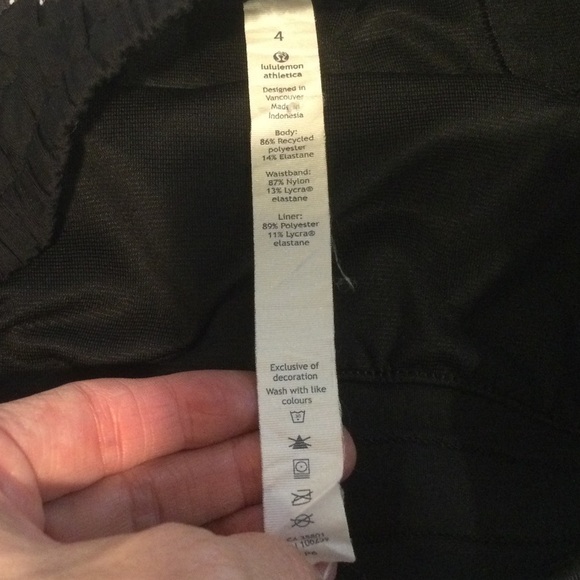 4
lululemon
athletica
Designed in
Vancouver
Made in
Indonesia
Body:
86% Recycled
polyester
14% Elastane
Waistband:
87% Nylon
13% Lycra®
elastane
Liner:
89% Polyester
11% Lycra®
elastane
Exclusive of
decoration
Wash with like
colours